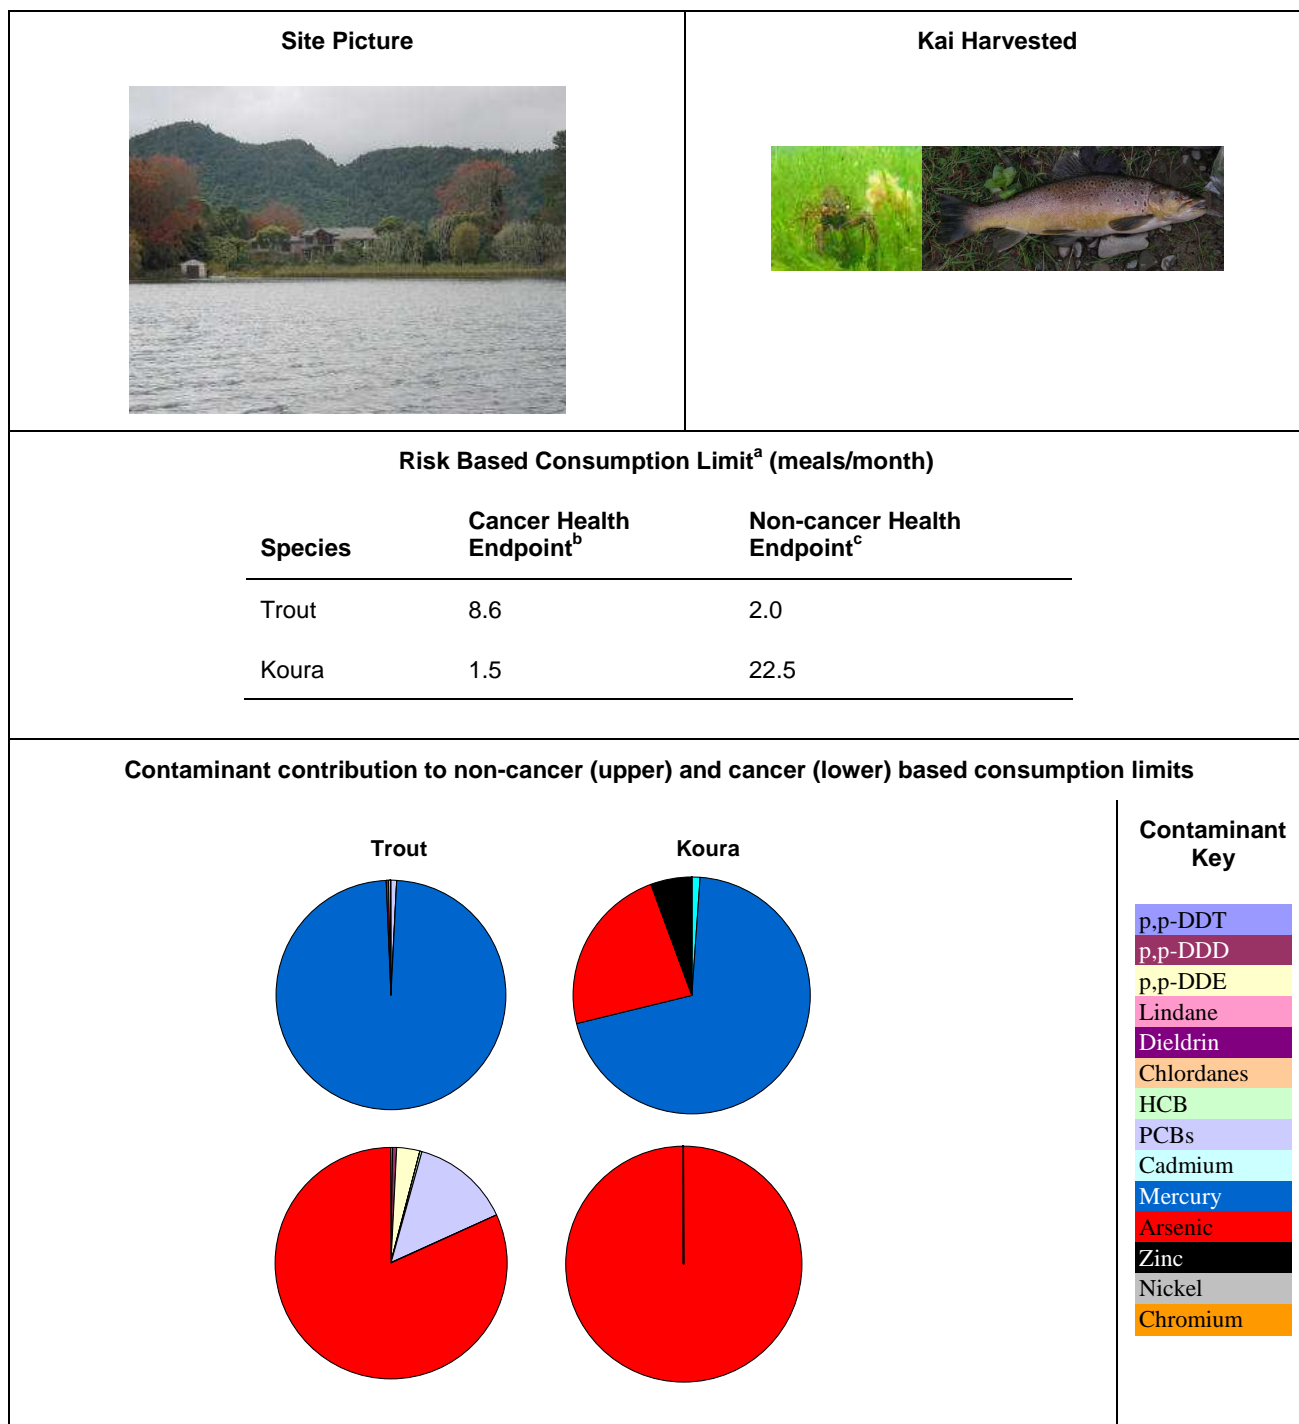 Site Picture
Kai Harvested
Risk Based Consumption Limitᵃ (meals/month)
Species
Cancer Health
Endpointᵇ
Non-cancer Health
Endpointᶜ
Trout 8.6 2.0
Koura 1.5 22.5
Contaminant contribution to non-cancer (upper) and cancer (lower) based consumption limits
Trout
Koura
Contaminant
Key
p,p-DDT
p,p-DDD
p,p-DDE
Lindane
Dieldrin
Chlordanes
HCB
PCBs
Cadmium
Mercury
Arsenic
Zinc
Nickel
Chromium